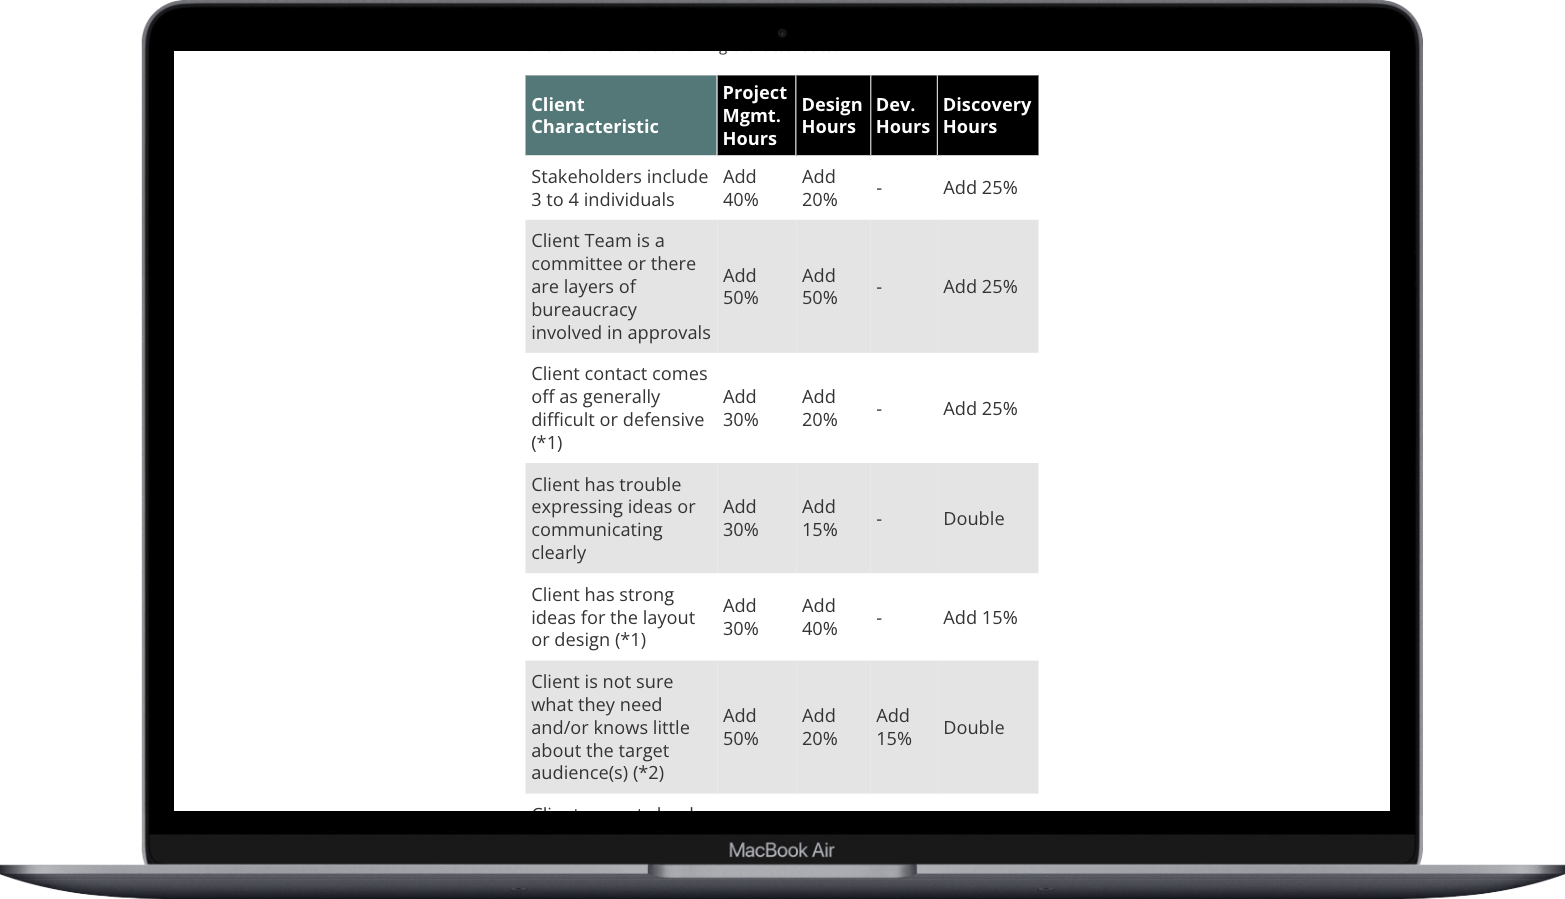 Client
Characteristic
Project
Mgmt.
Hours
Design
Hours
Dev.
Hours
Discovery
Hours
Stakeholders include
3 to 4 individuals
Add
40%
Add
20%
-
Add 25%
Client Team is a
committee or there
are layers of
bureaucracy
involved in approvals
Add
50%
Add
50%
-
Add 25%
Client contact comes
off as generally
difficult or defensive
(*1)
Add
30%
Add
20%
-
Add 25%
Client has trouble
expressing ideas or
communicating
clearly
Add
30%
Add
15%
-
Double
Client has strong
ideas for the layout
or design (*1)
Add
30%
Add
40%
-
Add 15%
Client is not sure
what they need
and/or knows little
about the target
audience(s) (*2)
Add
50%
Add
20%
Add
15%
Double
MacBook Air